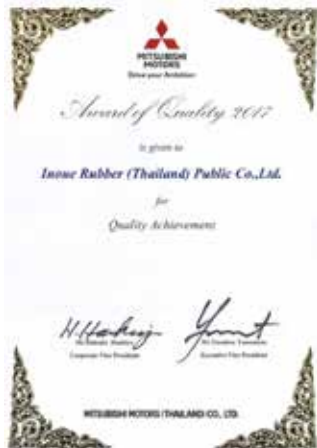 MITSUBISHI
MOTORS
Drive your Ambition
Award of Quality 2017
is given to
Inoue Rubber (Thailand) Public Co.,Ltd.
for
Quality Achievement
Corporate Vice President
Executive Vice President
MITSUBISHI MOTORS (THAILAND) CO., LTD.